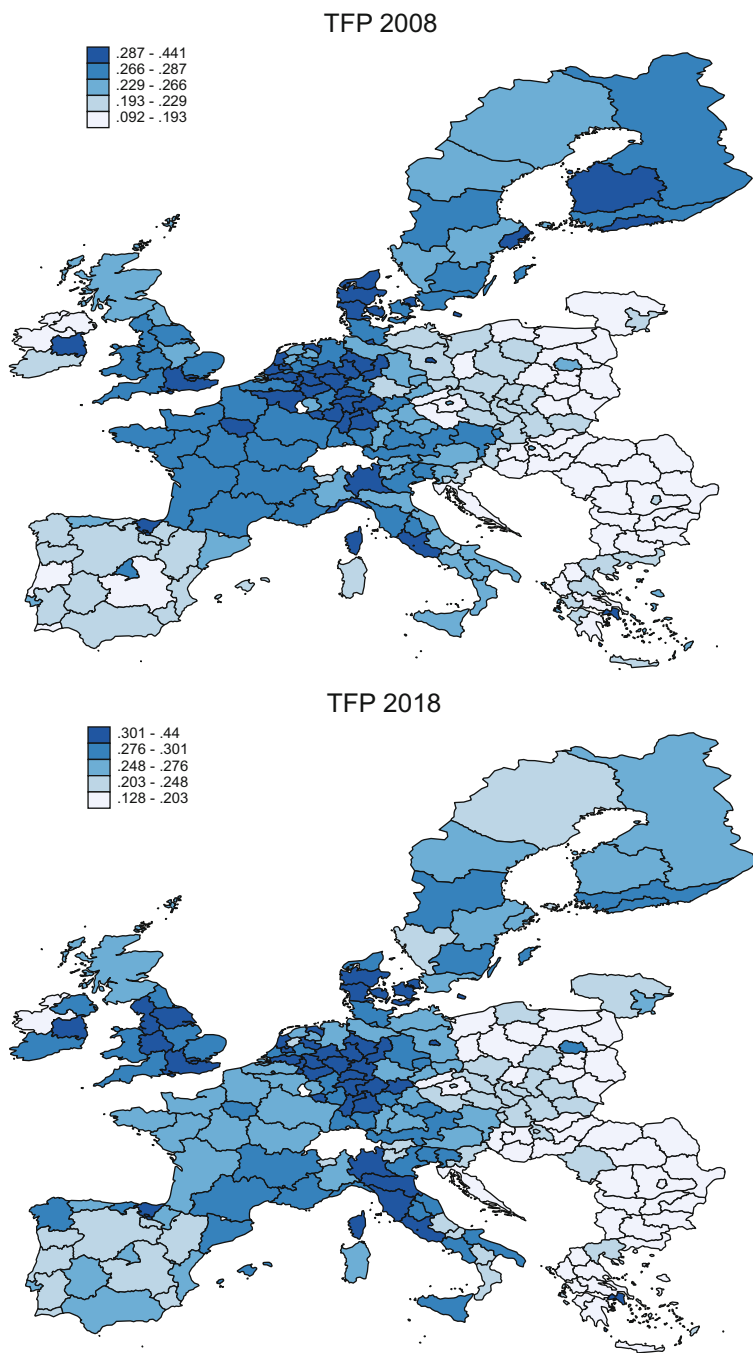 TFP 2008
.287 - .441
.266 - .287
.229 - .266
.193 - .229
.092 - .193
TFP 2018
.301 - .44
.276 - .301
.248 - .276
.203 - .248
.128 - .203